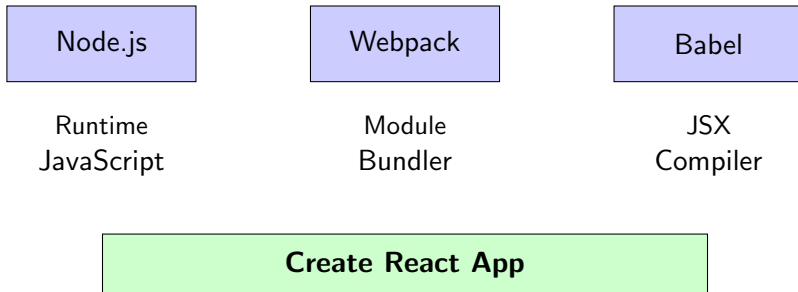 Node.js
Webpack
Babel
Runtime
JavaScript
Module
Bundler
JSX
Compiler
Create React App